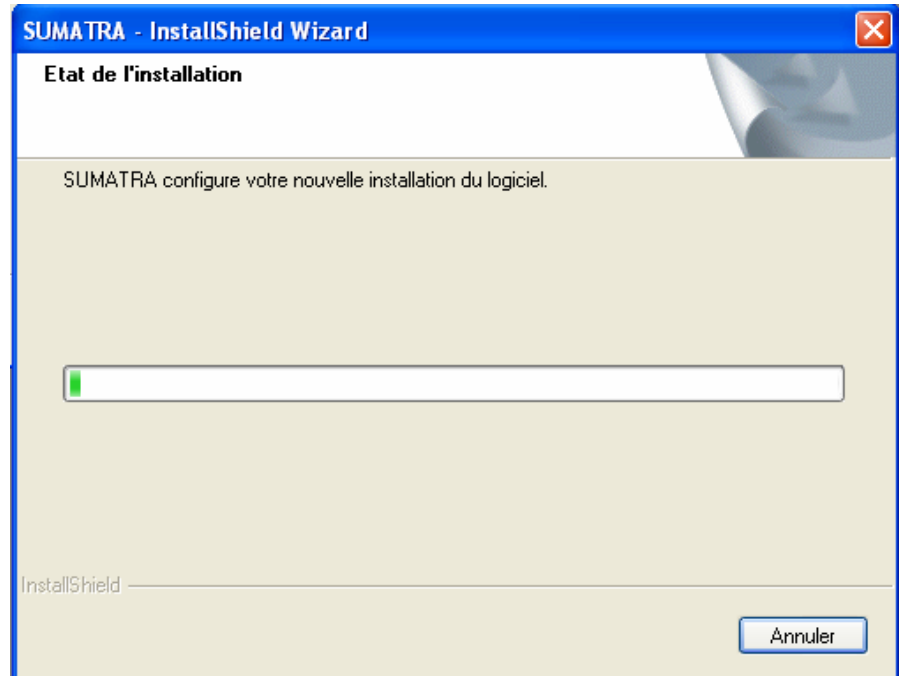 SUMATRA - InstallShield Wizard
Etat de l'installation
SUMATRA configure votre nouvelle installation du logiciel.
InstallShield
Annuler